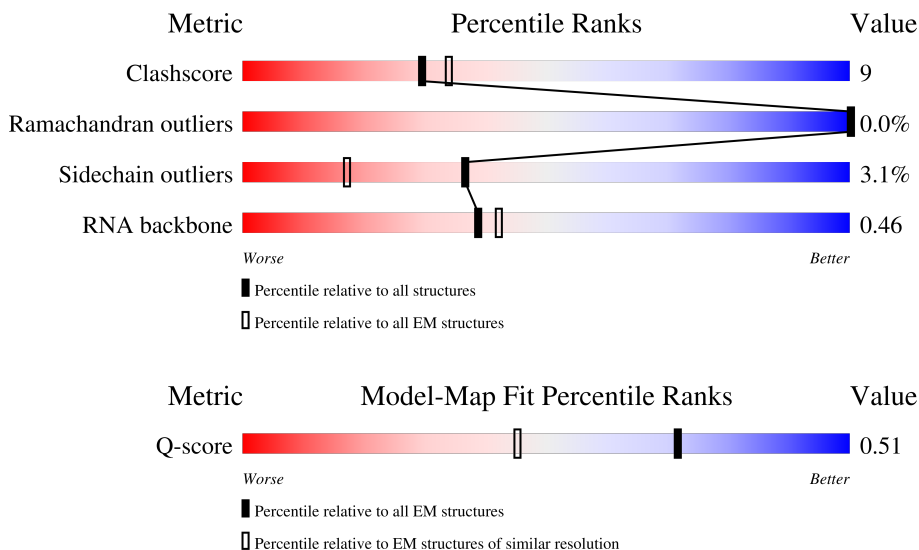 Metric Percentile Ranks Value
Clashscore 9
Ramachandran outliers 0.0%
Sidechain outliers 3.1%
RNA backbone 0.46
Worse Better
Percentile relative to all structures
Percentile relative to all EM structures
Metric Model-Map Fit Percentile Ranks Value
Q-score 0.51
Worse Better
Percentile relative to all EM structures
Percentile relative to EM structures of similar resolution